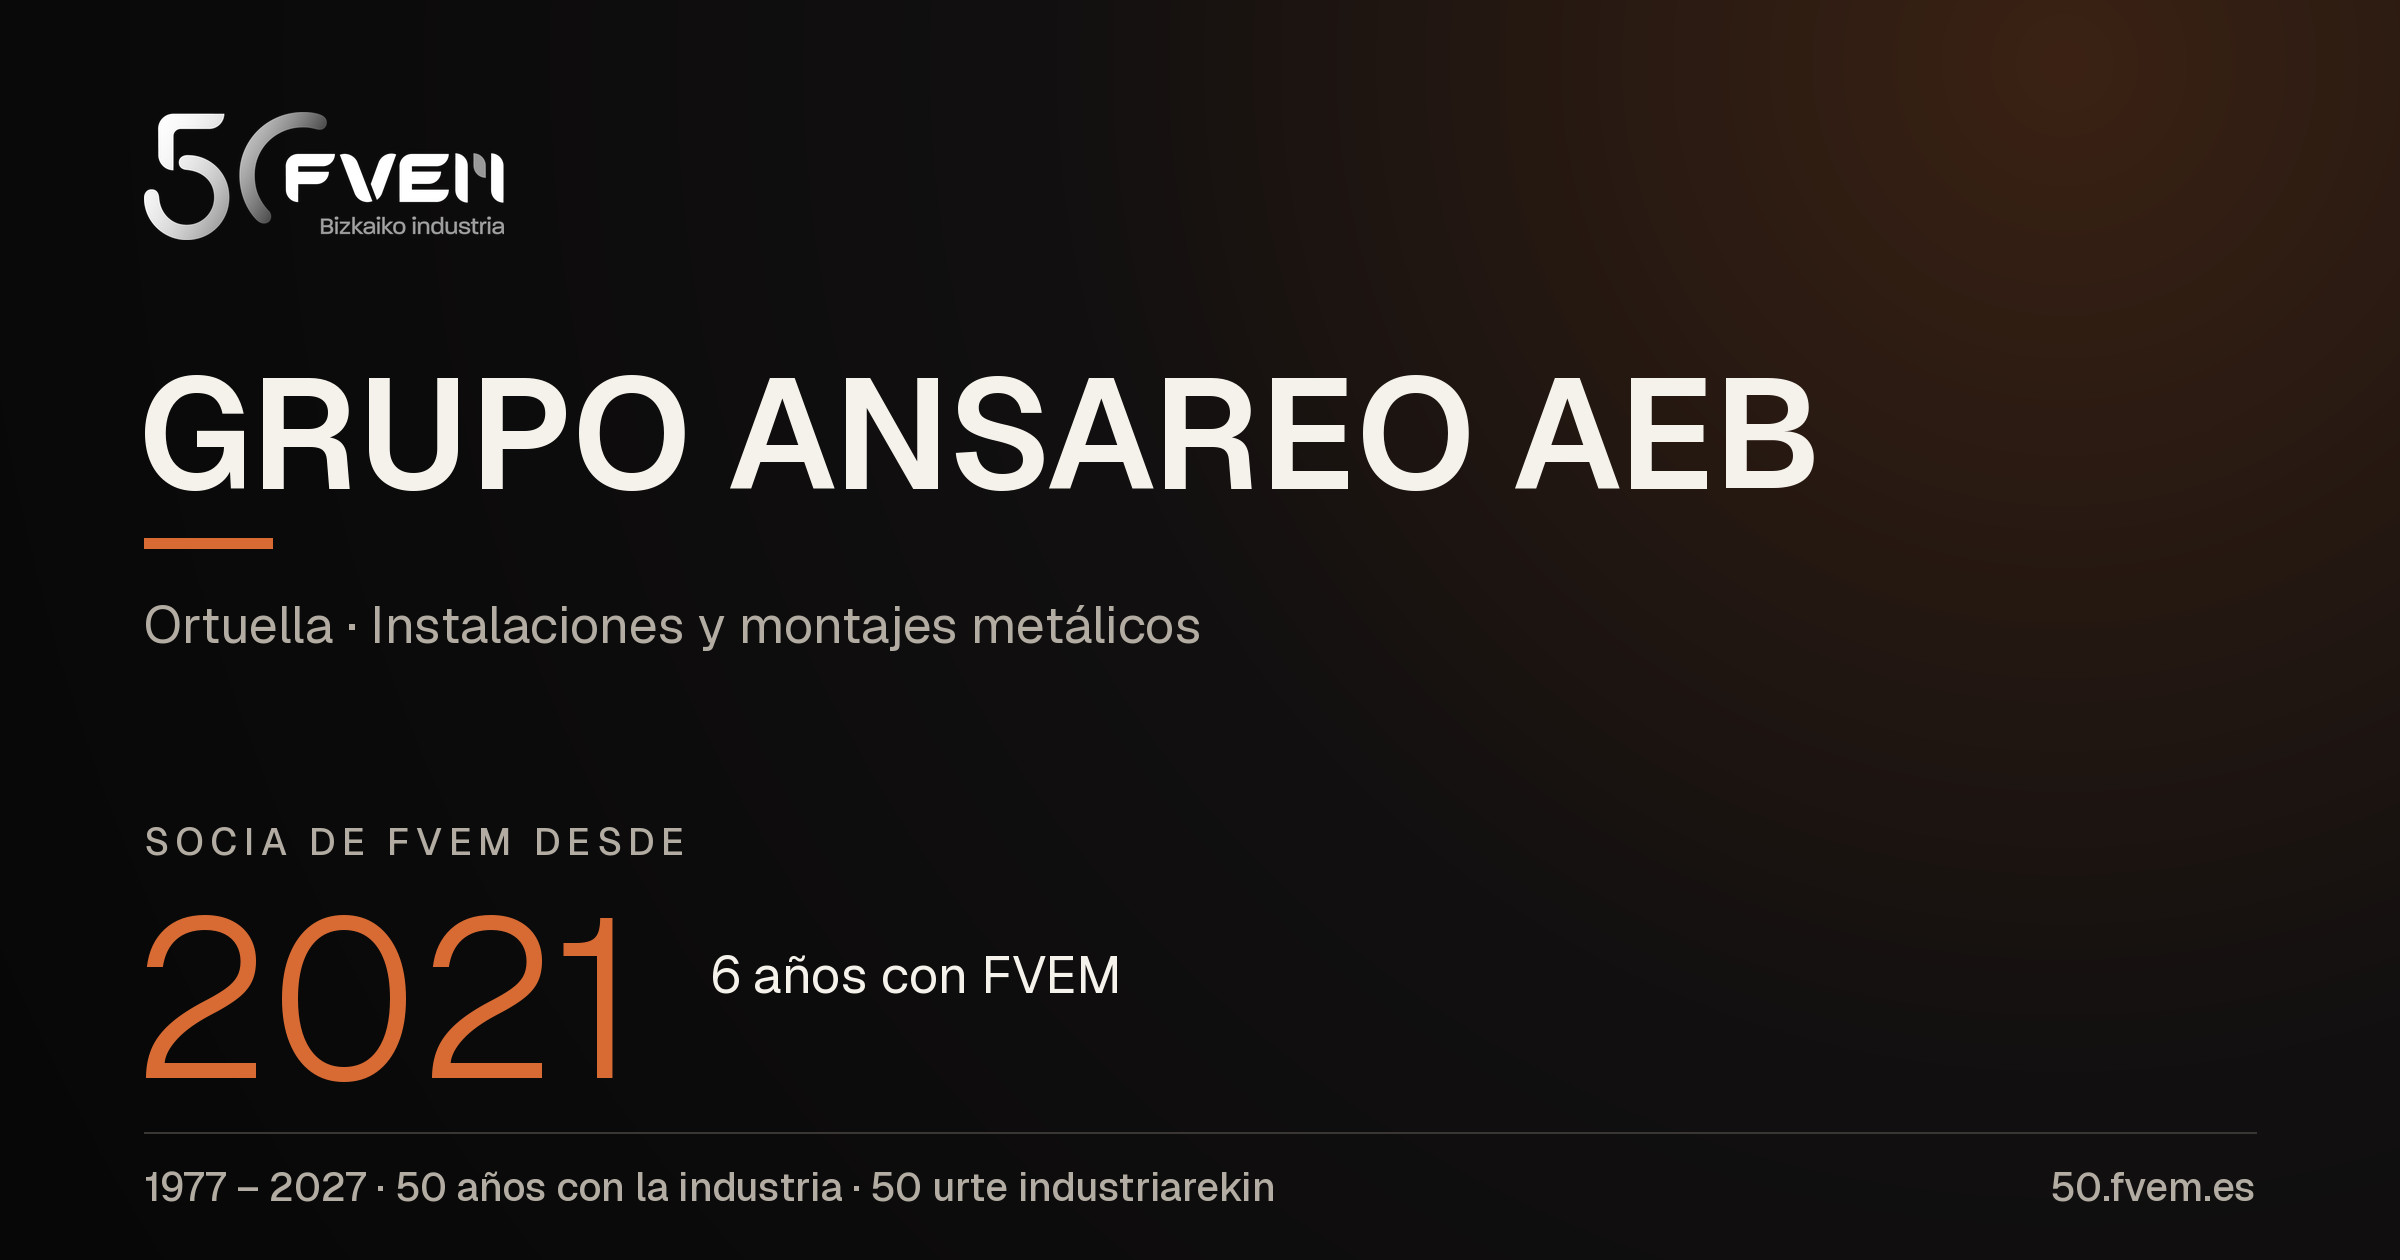 50 FVEM
Bizkaiko industria
GRUPO ANSAREO AEB
Ortuella · Instalaciones y montajes metálicos
SOCIA DE FVEM DESDE
2021
6 años con FVEM
1977 – 2027 · 50 años con la industria · 50 urte industriarekin
50.fvem.es